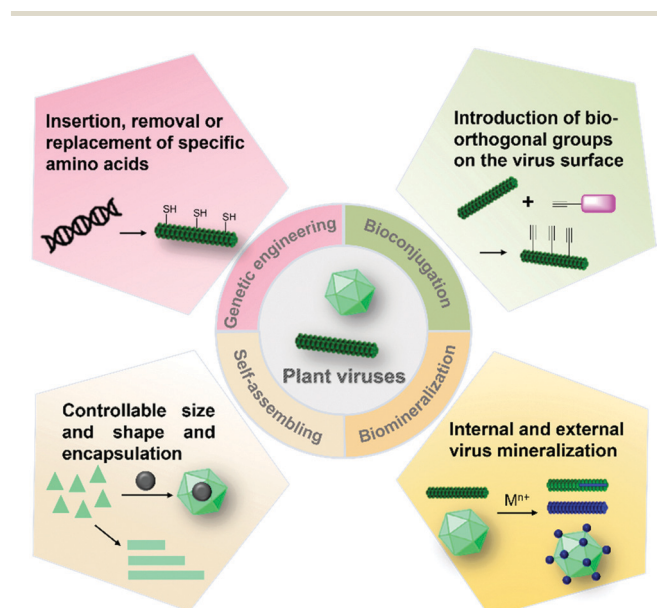 Insertion, removal or
replacement of specific
amino acids
SH
SH
SH
Introduction of bio-
orthogonal groups
on the virus surface
+
Genetic engineering
Bioconjugation
Self-assembling
Biomineralization
Plant viruses
Controllable size
and shape and
encapsulation
Internal and external
virus mineralization
Mⁿ⁺